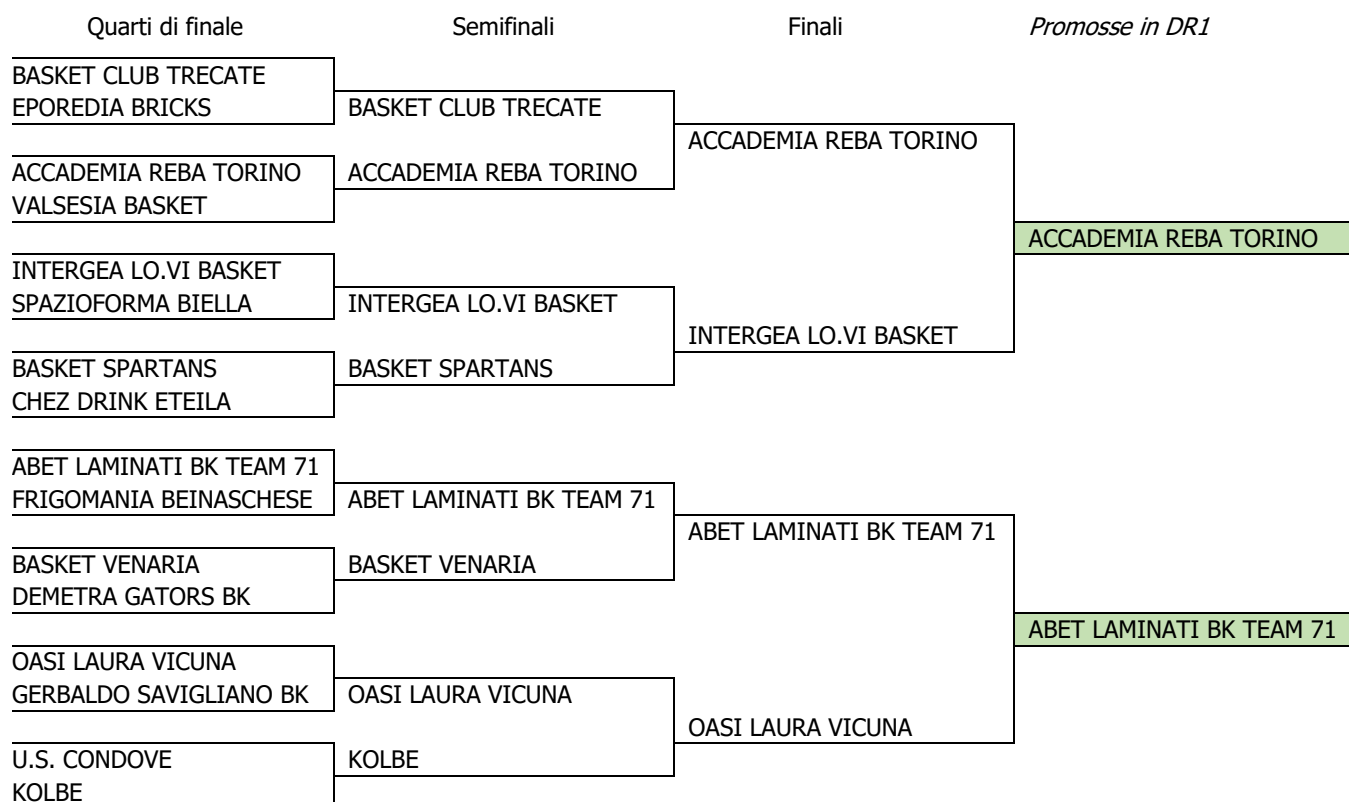 Quarti di finale
Semifinali
Finali
Promosse in DR1
BASKET CLUB TRECATE
EPOREDIA BRICKS
ACCADEMIA REBA TORINO
VALSESIA BASKET
INTERGEA LO.VI BASKET
SPAZIOFORMA BIELLA
BASKET SPARTANS
CHEZ DRINK ETEILA
ABET LAMINATI BK TEAM 71
FRIGOMANIA BEINASCHESE
BASKET VENARIA
DEMETRA GATORS BK
OASI LAURA VICUNA
GERBALDO SAVIGLIANO BK
U.S. CONDOVE
KOLBE
BASKET CLUB TRECATE
ACCADEMIA REBA TORINO
INTERGEA LO.VI BASKET
BASKET SPARTANS
ABET LAMINATI BK TEAM 71
BASKET VENARIA
OASI LAURA VICUNA
KOLBE
ACCADEMIA REBA TORINO
INTERGEA LO.VI BASKET
ABET LAMINATI BK TEAM 71
OASI LAURA VICUNA
ACCADEMIA REBA TORINO
ABET LAMINATI BK TEAM 71